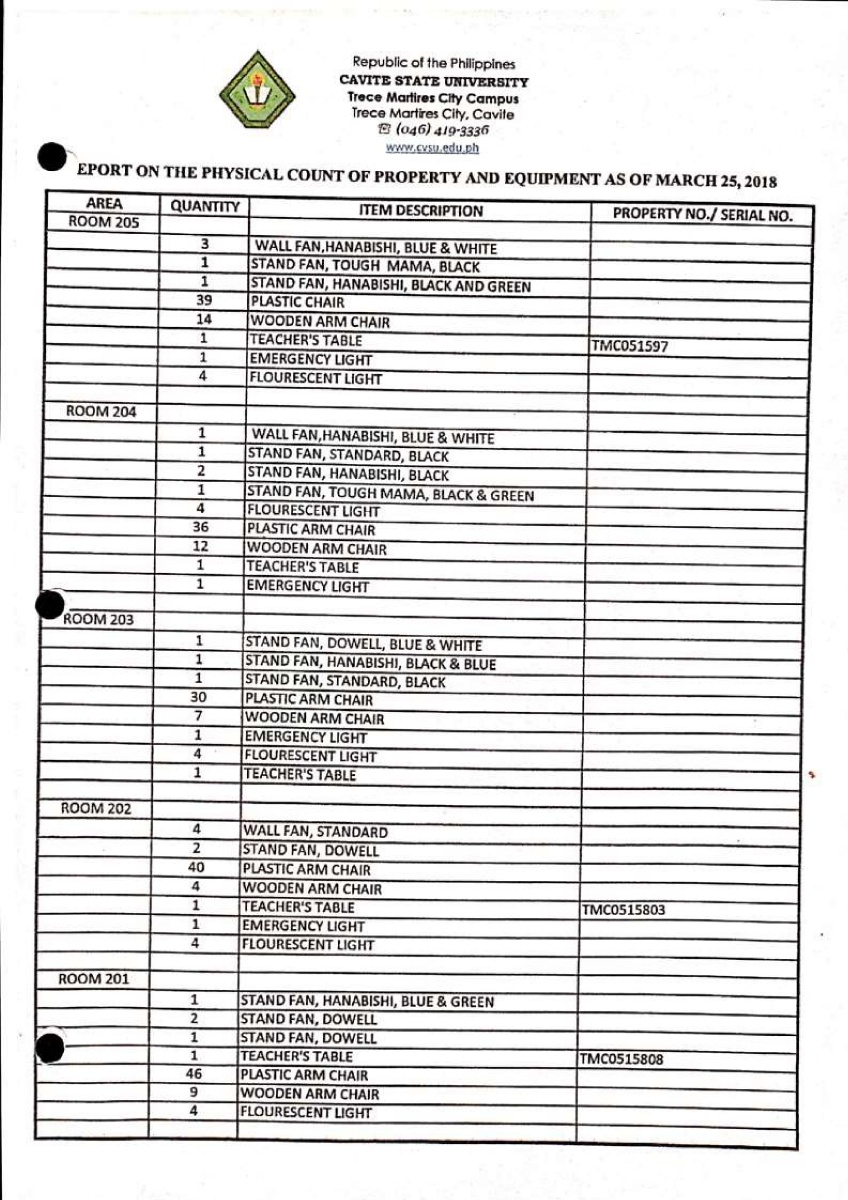 Republic of the Philippines
CAVITE STATE UNIVERSITY
Trece Martires City Campus
Trece Martires City, Cavite
☏ (046) 419-3336
www.cvsu.edu.ph
EPORT ON THE PHYSICAL COUNT OF PROPERTY AND EQUIPMENT AS OF MARCH 25, 2018
AREA QUANTITY ITEM DESCRIPTION PROPERTY NO./ SERIAL NO.
ROOM 205
3 WALL FAN,HANABISHI, BLUE & WHITE
1 STAND FAN, TOUGH MAMA, BLACK
1 STAND FAN, HANABISHI, BLACK AND GREEN
39 PLASTIC CHAIR
14 WOODEN ARM CHAIR
1 TEACHER'S TABLE TMC051597
1 EMERGENCY LIGHT
4 FLOURESCENT LIGHT
ROOM 204
1 WALL FAN,HANABISHI, BLUE & WHITE
1 STAND FAN, STANDARD, BLACK
2 STAND FAN, HANABISHI, BLACK
1 STAND FAN, TOUGH MAMA, BLACK & GREEN
4 FLOURESCENT LIGHT
36 PLASTIC ARM CHAIR
12 WOODEN ARM CHAIR
1 TEACHER'S TABLE
1 EMERGENCY LIGHT
ROOM 203
1 STAND FAN, DOWELL, BLUE & WHITE
1 STAND FAN, HANABISHI, BLACK & BLUE
1 STAND FAN, STANDARD, BLACK
30 PLASTIC ARM CHAIR
7 WOODEN ARM CHAIR
1 EMERGENCY LIGHT
4 FLOURESCENT LIGHT
1 TEACHER'S TABLE
ROOM 202
4 WALL FAN, STANDARD
2 STAND FAN, DOWELL
40 PLASTIC ARM CHAIR
4 WOODEN ARM CHAIR
1 TEACHER'S TABLE TMC0515803
1 EMERGENCY LIGHT
4 FLOURESCENT LIGHT
ROOM 201
1 STAND FAN, HANABISHI, BLUE & GREEN
2 STAND FAN, DOWELL
1 STAND FAN, DOWELL
1 TEACHER'S TABLE TMC0515808
46 PLASTIC ARM CHAIR
9 WOODEN ARM CHAIR
4 FLOURESCENT LIGHT